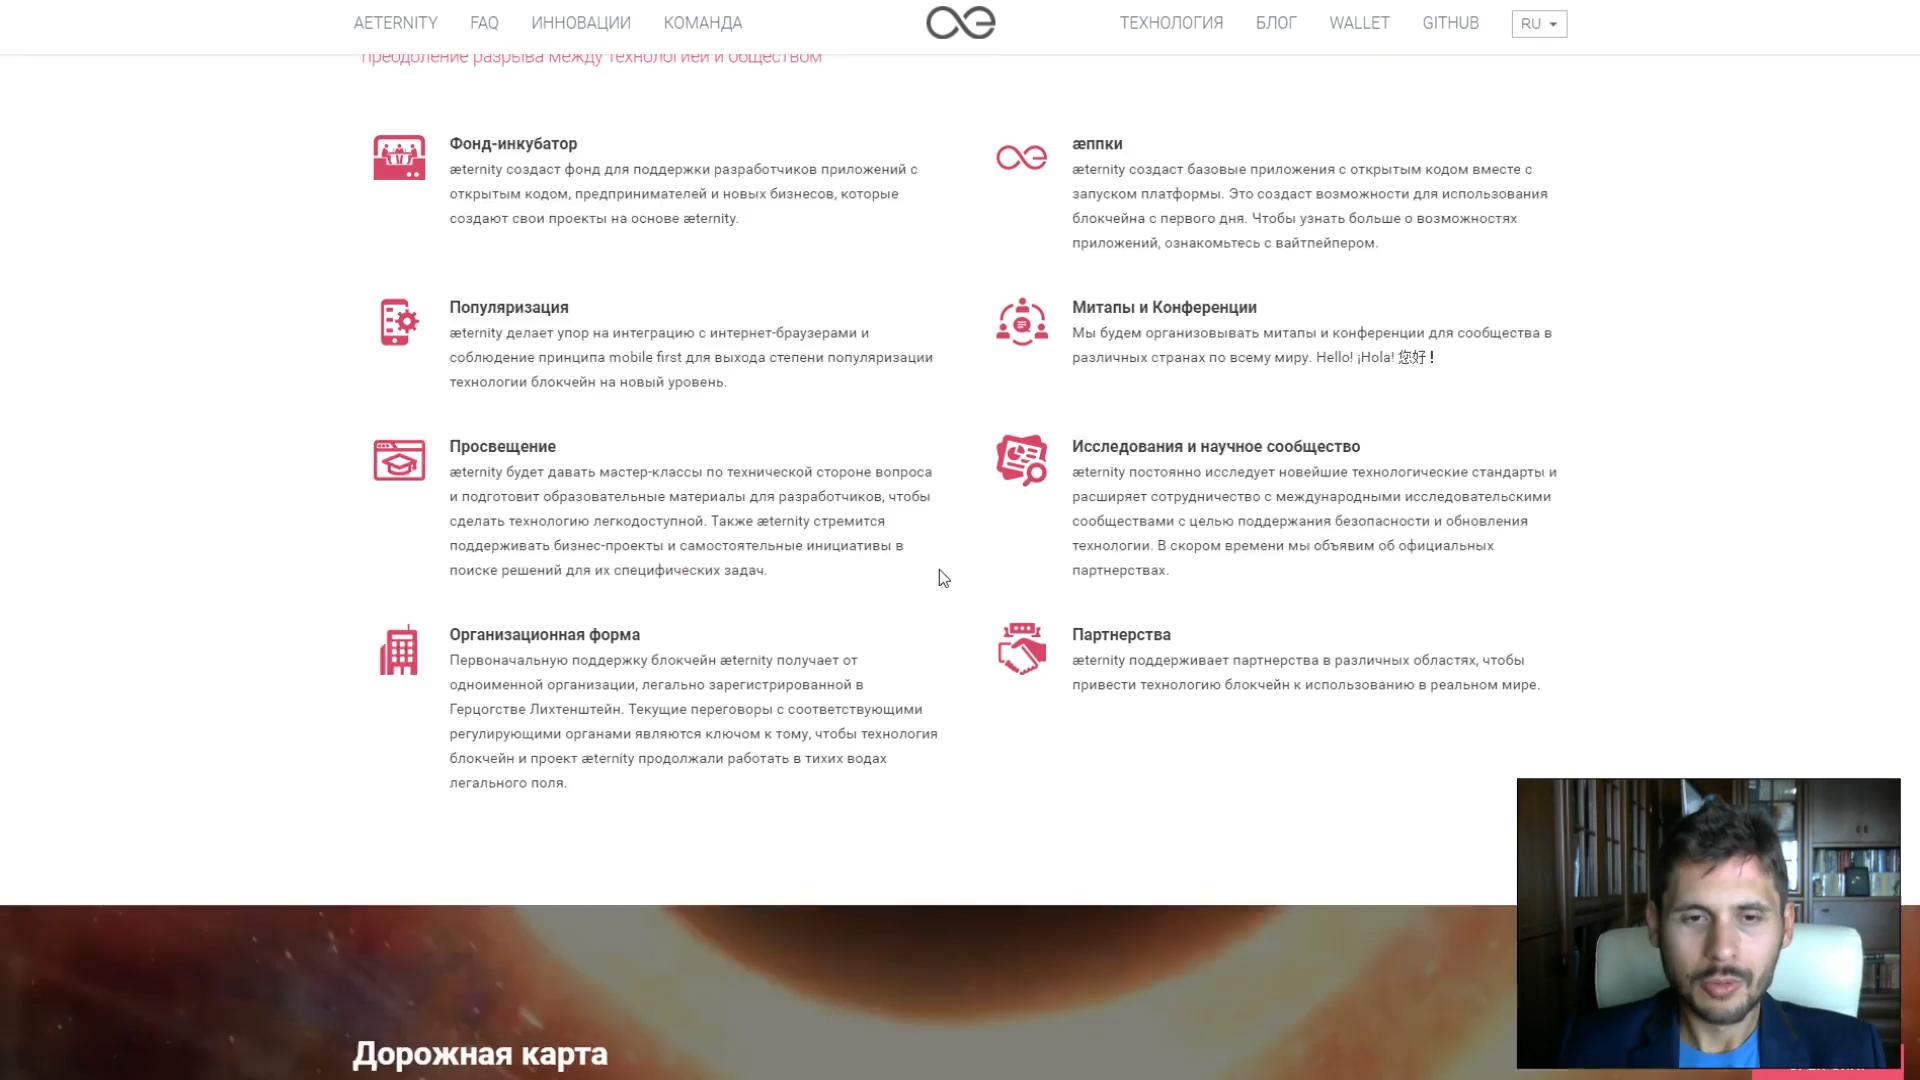 AETERNITY FAQ ИННОВАЦИИ КОМАНДА ТЕХНОЛОГИЯ БЛОГ WALLET GITHUB RU
преодоление разрыва между технологией и обществом
Фонд-инкубатор
æternity создаст фонд для поддержки разработчиков приложений с
открытым кодом, предпринимателей и новых бизнесов, которые
создают свои проекты на основе æternity.
æппки
æternity создаст базовые приложения с открытым кодом вместе с
запуском платформы. Это создаст возможности для использования
блокчейна с первого дня. Чтобы узнать больше о возможностях
приложений, ознакомьтесь с вайтпейпером.
Популяризация
æternity делает упор на интеграцию с интернет-браузерами и
соблюдение принципа mobile first для выхода степени популяризации
технологии блокчейн на новый уровень.
Митапы и Конференции
Мы будем организовывать митапы и конференции для сообщества в
различных странах по всему миру. Hello! ¡Hola! 您好！
Просвещение
æternity будет давать мастер-классы по технической стороне вопроса
и подготовит образовательные материалы для разработчиков, чтобы
сделать технологию легкодоступной. Также æternity стремится
поддерживать бизнес-проекты и самостоятельные инициативы в
поиске решений для их специфических задач.
Исследования и научное сообщество
æternity постоянно исследует новейшие технологические стандарты и
расширяет сотрудничество с международными исследовательскими
сообществами с целью поддержания безопасности и обновления
технологии. В скором времени мы объявим об официальных
партнерствах.
Организационная форма
Первоначальную поддержку блокчейн æternity получает от
одноименной организации, легально зарегистрированной в
Герцогстве Лихтенштейн. Текущие переговоры с соответствующими
регулирующими органами являются ключом к тому, чтобы технология
блокчейн и проект æternity продолжали работать в тихих водах
легального поля.
Партнерства
æternity поддерживает партнерства в различных областях, чтобы
привести технологию блокчейн к использованию в реальном мире.
Дорожная карта